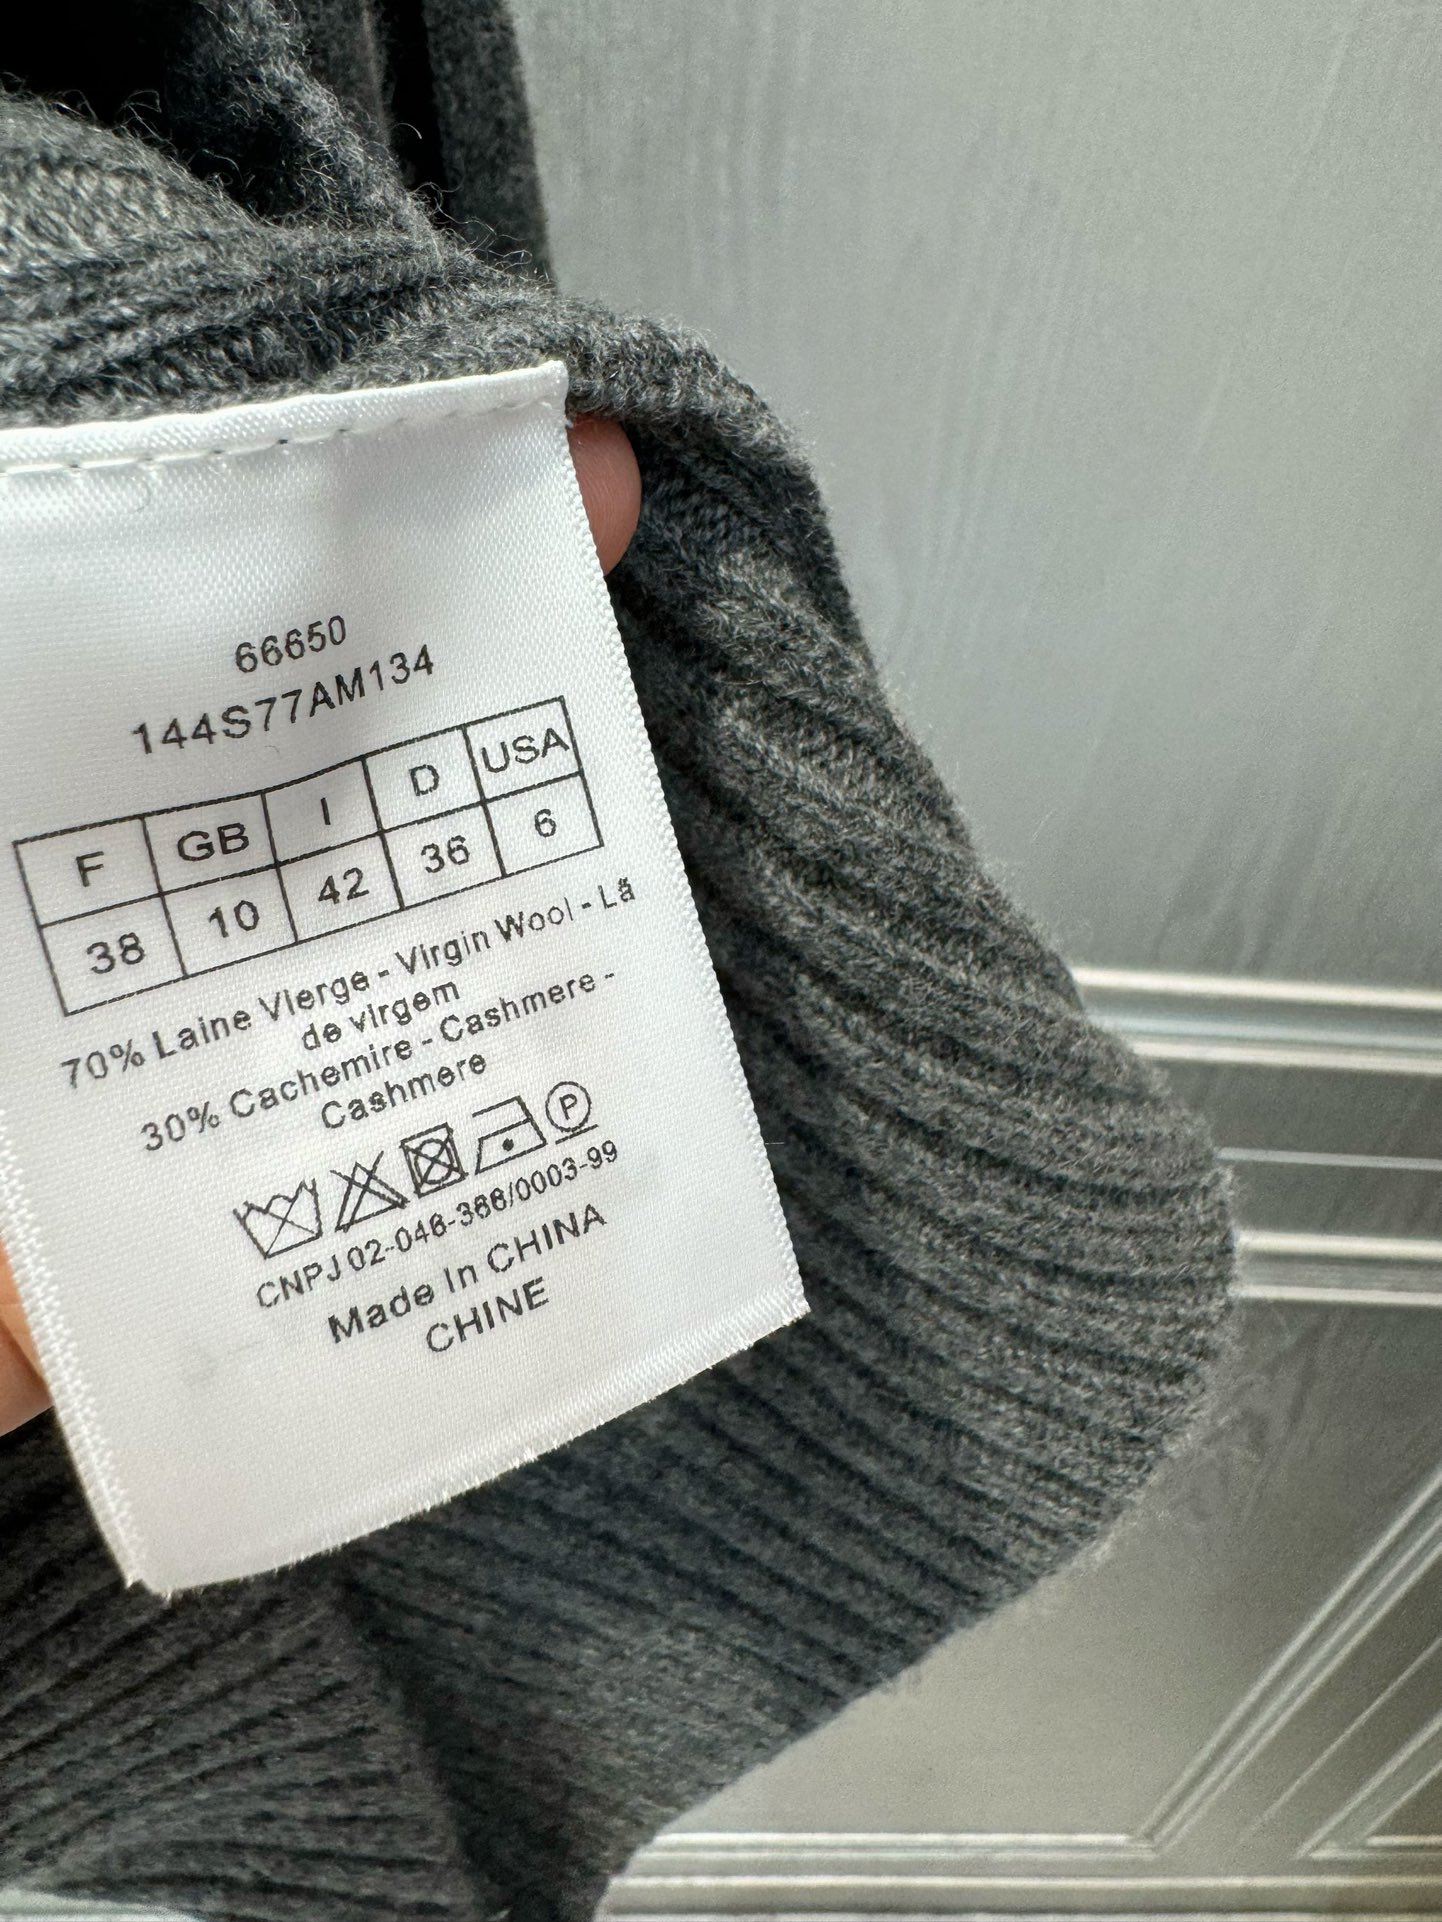 66650
144S77AM134
F GB I D USA
38 10 42 36 6
70% Laine Vierge - Virgin Wool - Lã
de virgem
30% Cachemire - Cashmere -
Cashmere
P
CNPJ 02-046-386/0003-99
Made In CHINA
CHINE